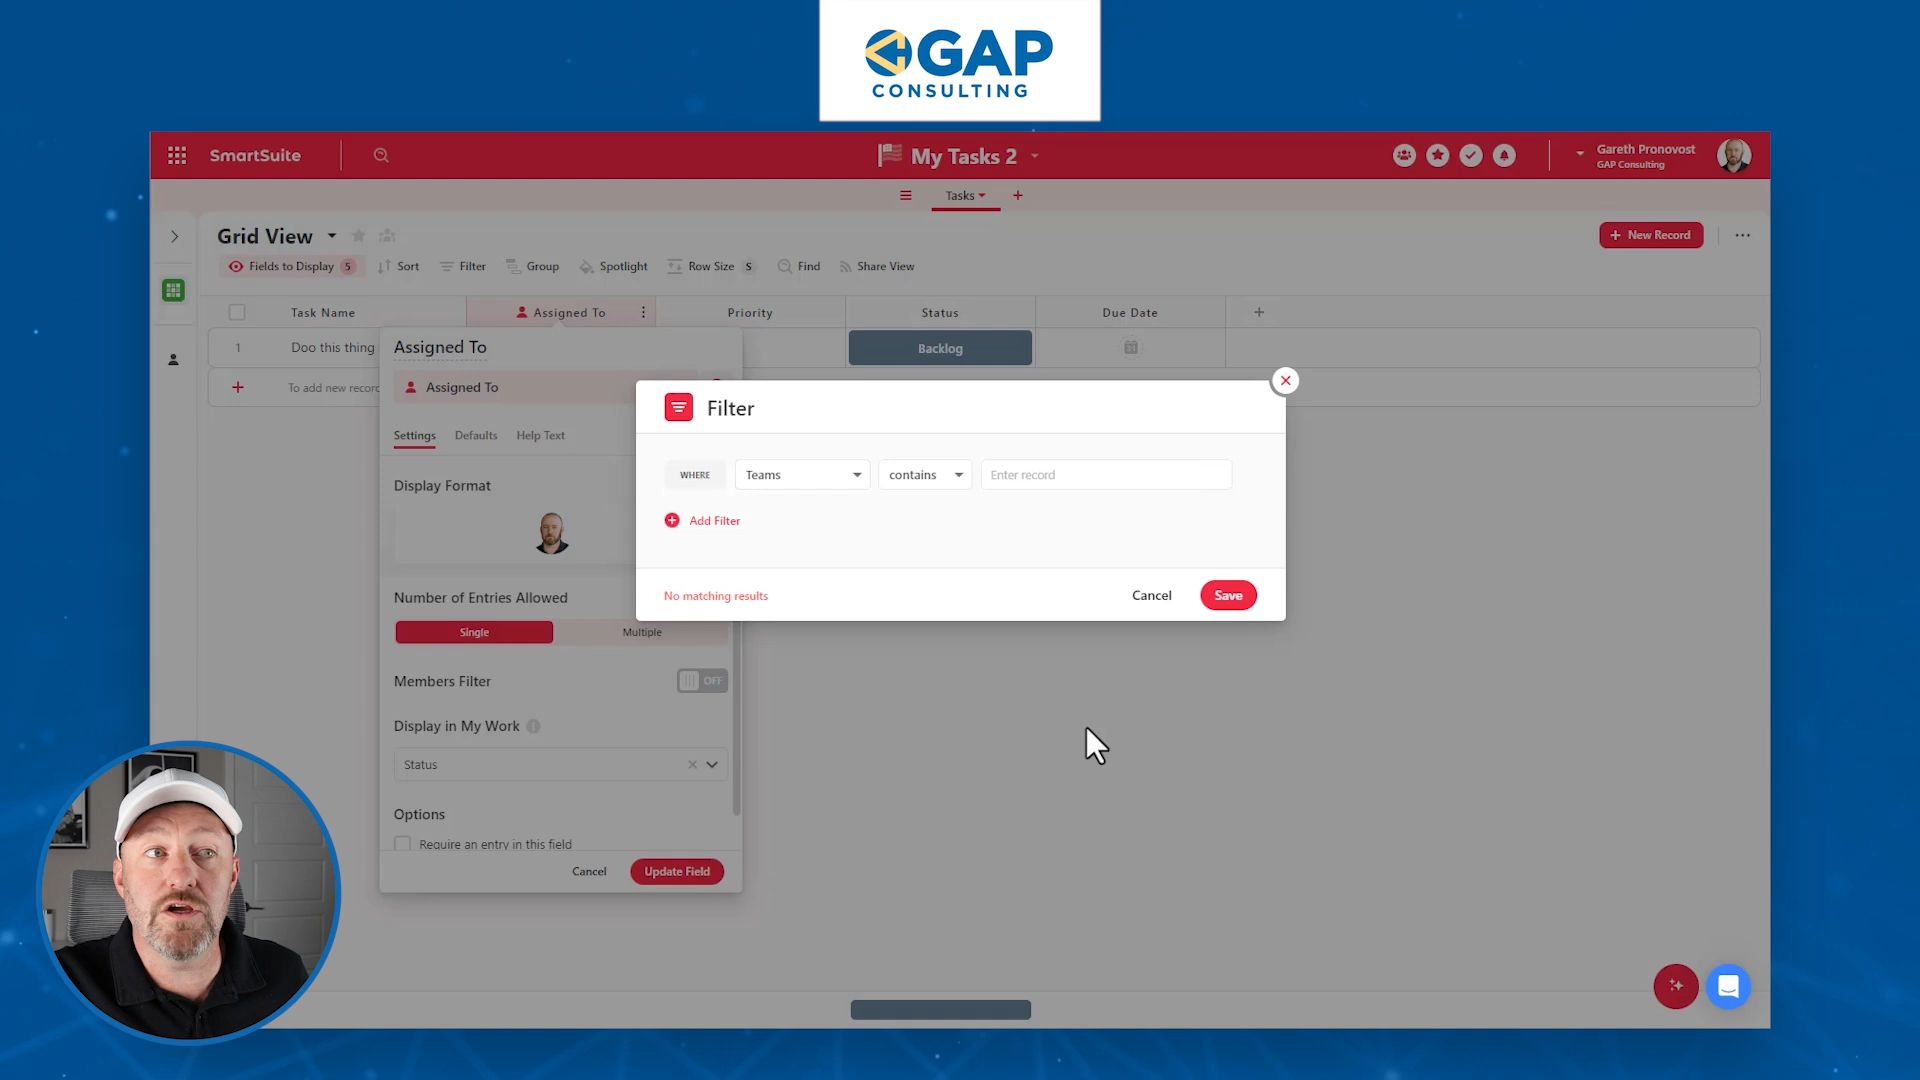 GAP
CONSULTING
SmartSuite
My Tasks 2
Gareth Pronovost
GAP Consulting
Tasks
Grid View
New Record
Fields to Display 5
Sort
Filter
Group
Spotlight
Row Size S
Find
Share View
Task Name
Assigned To
Priority
Status
Due Date
1
Doo this thing
Backlog
31
To add new record
Assigned To
Assigned To
Settings
Defaults
Help Text
Display Format
Number of Entries Allowed
Single
Multiple
Members Filter
OFF
Display in My Work
Status
Options
Require an entry in this field
Cancel
Update Field
Filter
WHERE
Teams
contains
Enter record
Add Filter
No matching results
Cancel
Save